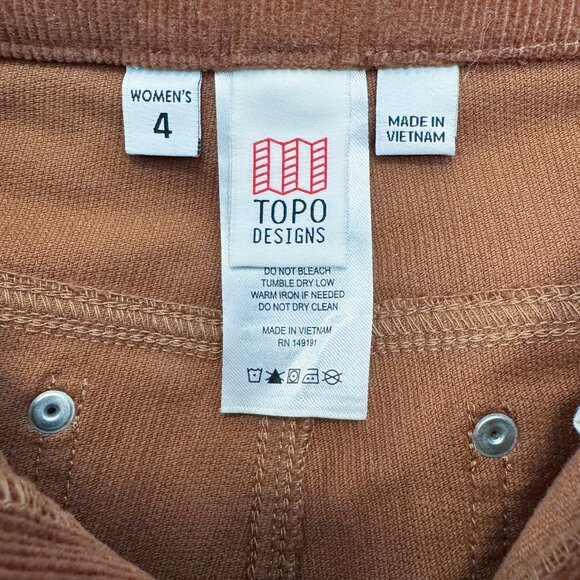 WOMEN'S
4
TOPO
DESIGNS
MADE IN
VIETNAM
DO NOT BLEACH
TUMBLE DRY LOW
WARM IRON IF NEEDED
DO NOT DRY CLEAN
MADE IN VIETNAM
RN 149191